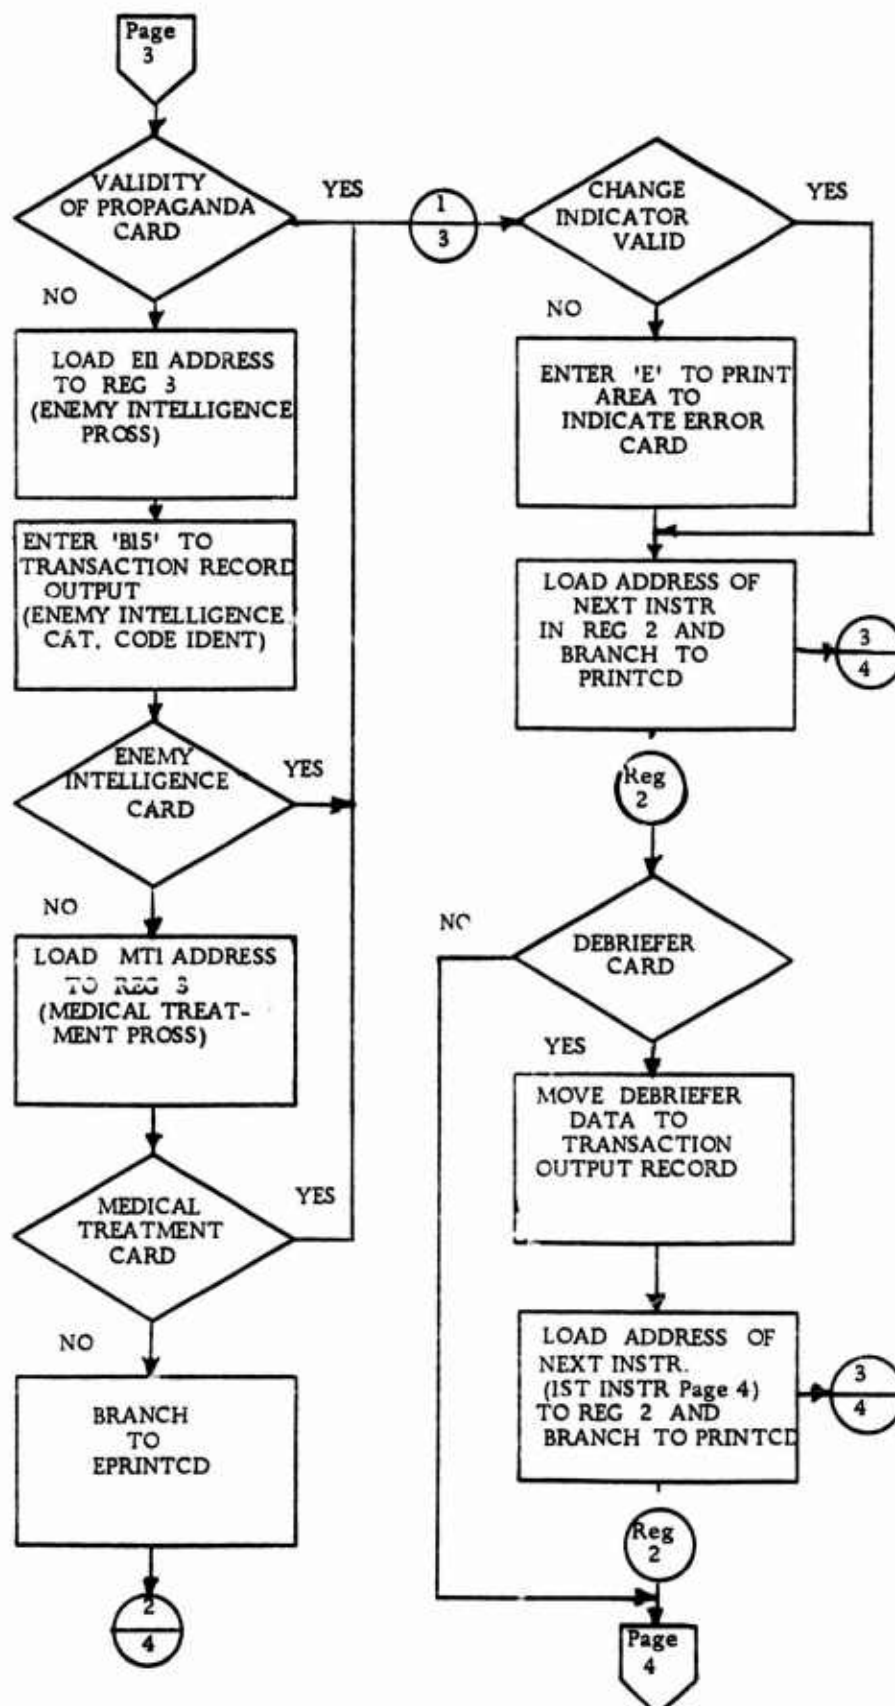 Page
3
VALIDITY
OF PROPAGANDA
CARD
YES
NO
LOAD EII ADDRESS
TO REG 3
(ENEMY INTELLIGENCE
PROSS)
ENTER 'B15' TO
TRANSACTION RECORD
OUTPUT
(ENEMY INTELLIGENCE
CAT. CODE IDENT)
ENEMY
INTELLIGENCE
CARD
YES
NO
LOAD MTI ADDRESS
TO REG 3
(MEDICAL TREAT-
MENT PROSS)
MEDICAL
TREATMENT
CARD
YES
NO
BRANCH
TO
EPRINTCD
2
4
1
3
CHANGE
INDICATOR
VALID
YES
NO
ENTER 'E' TO PRINT
AREA TO
INDICATE ERROR
CARD
LOAD ADDRESS OF
NEXT INSTR
IN REG 2 AND
BRANCH TO
PRINTCD
3
4
Reg
2
DEBRIEFER
CARD
NO
YES
MOVE DEBRIEFER
DATA TO
TRANSACTION
OUTPUT RECORD
LOAD ADDRESS OF
NEXT INSTR.
(IST INSTR Page 4)
TO REG 2 AND
BRANCH TO PRINTCD
3
4
Reg
2
Page
4